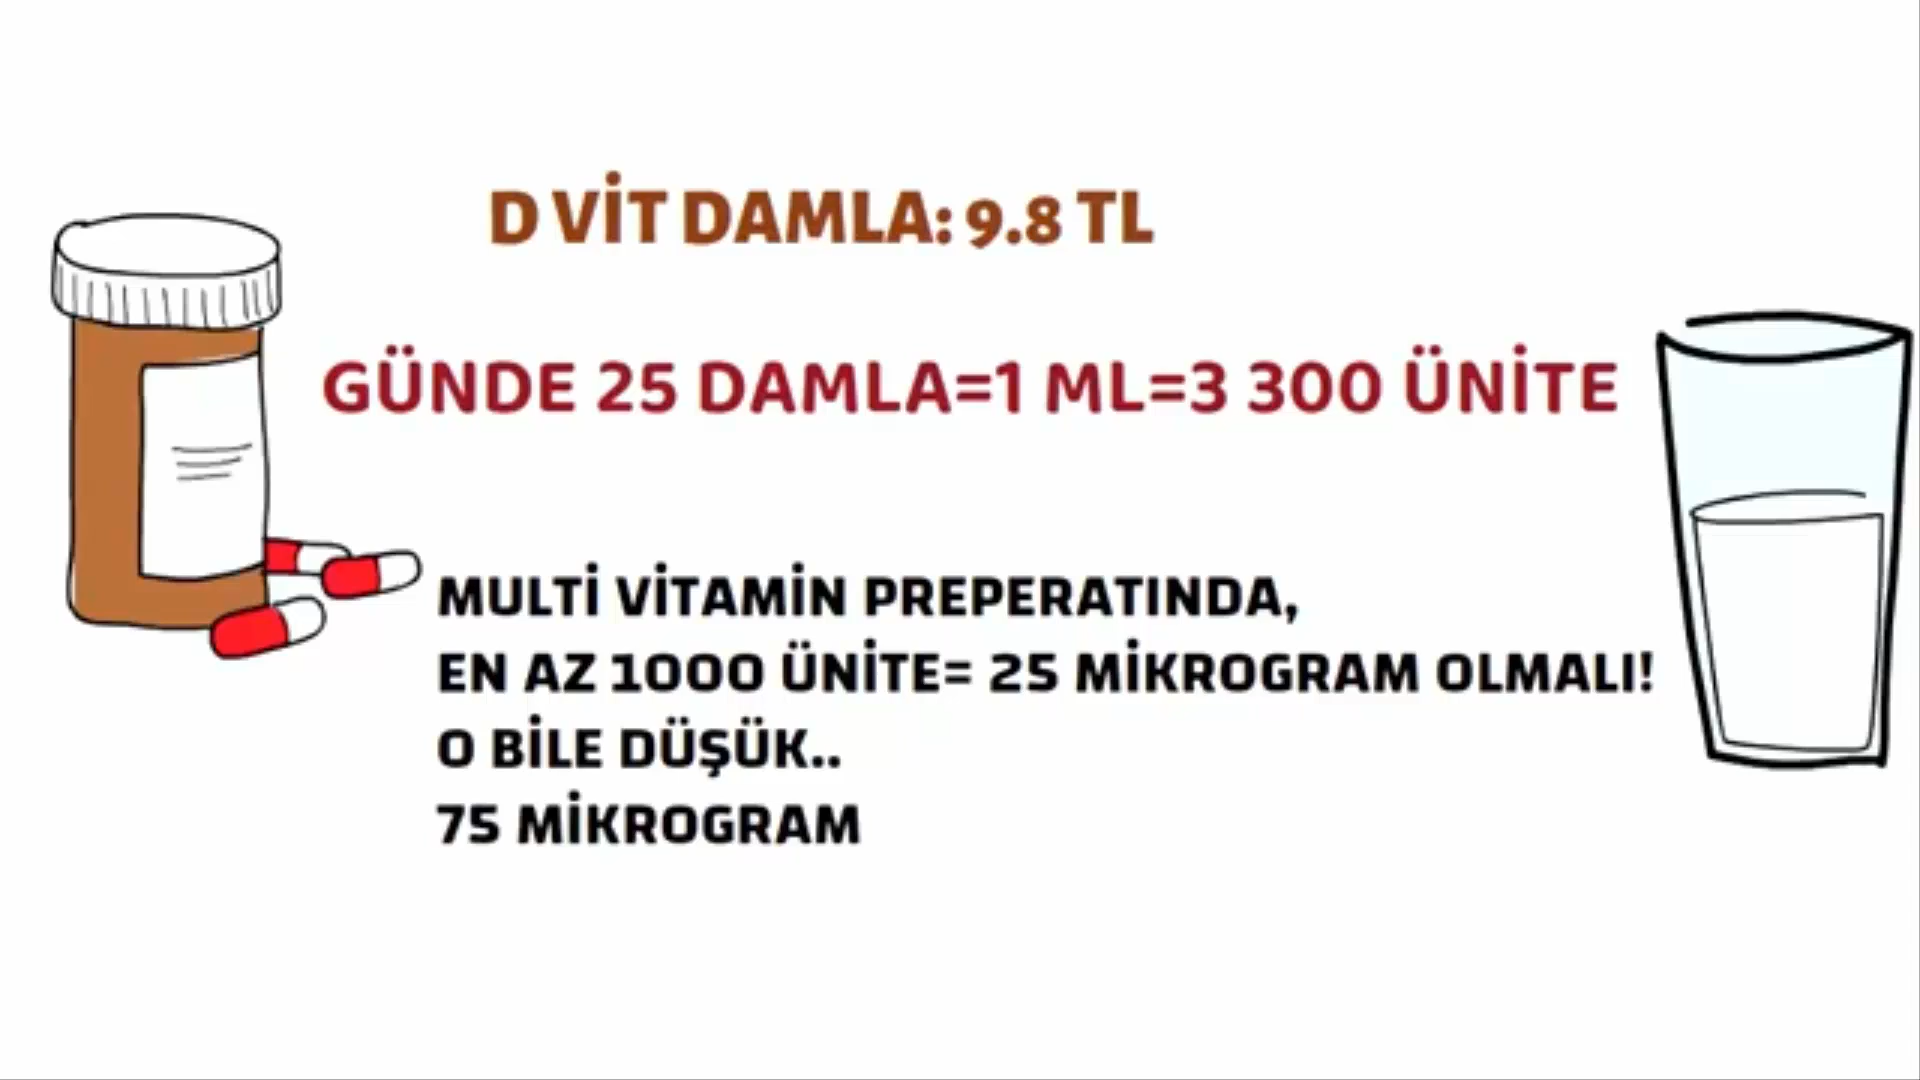 D VİT DAMLA: 9.8 TL
GÜNDE 25 DAMLA=1 ML=3 300 ÜNİTE
MULTİ VİTAMİN PREPERATINDA,
EN AZ 1000 ÜNİTE= 25 MİKROGRAM OLMALI!
O BİLE DÜŞÜK..
75 MİKROGRAM